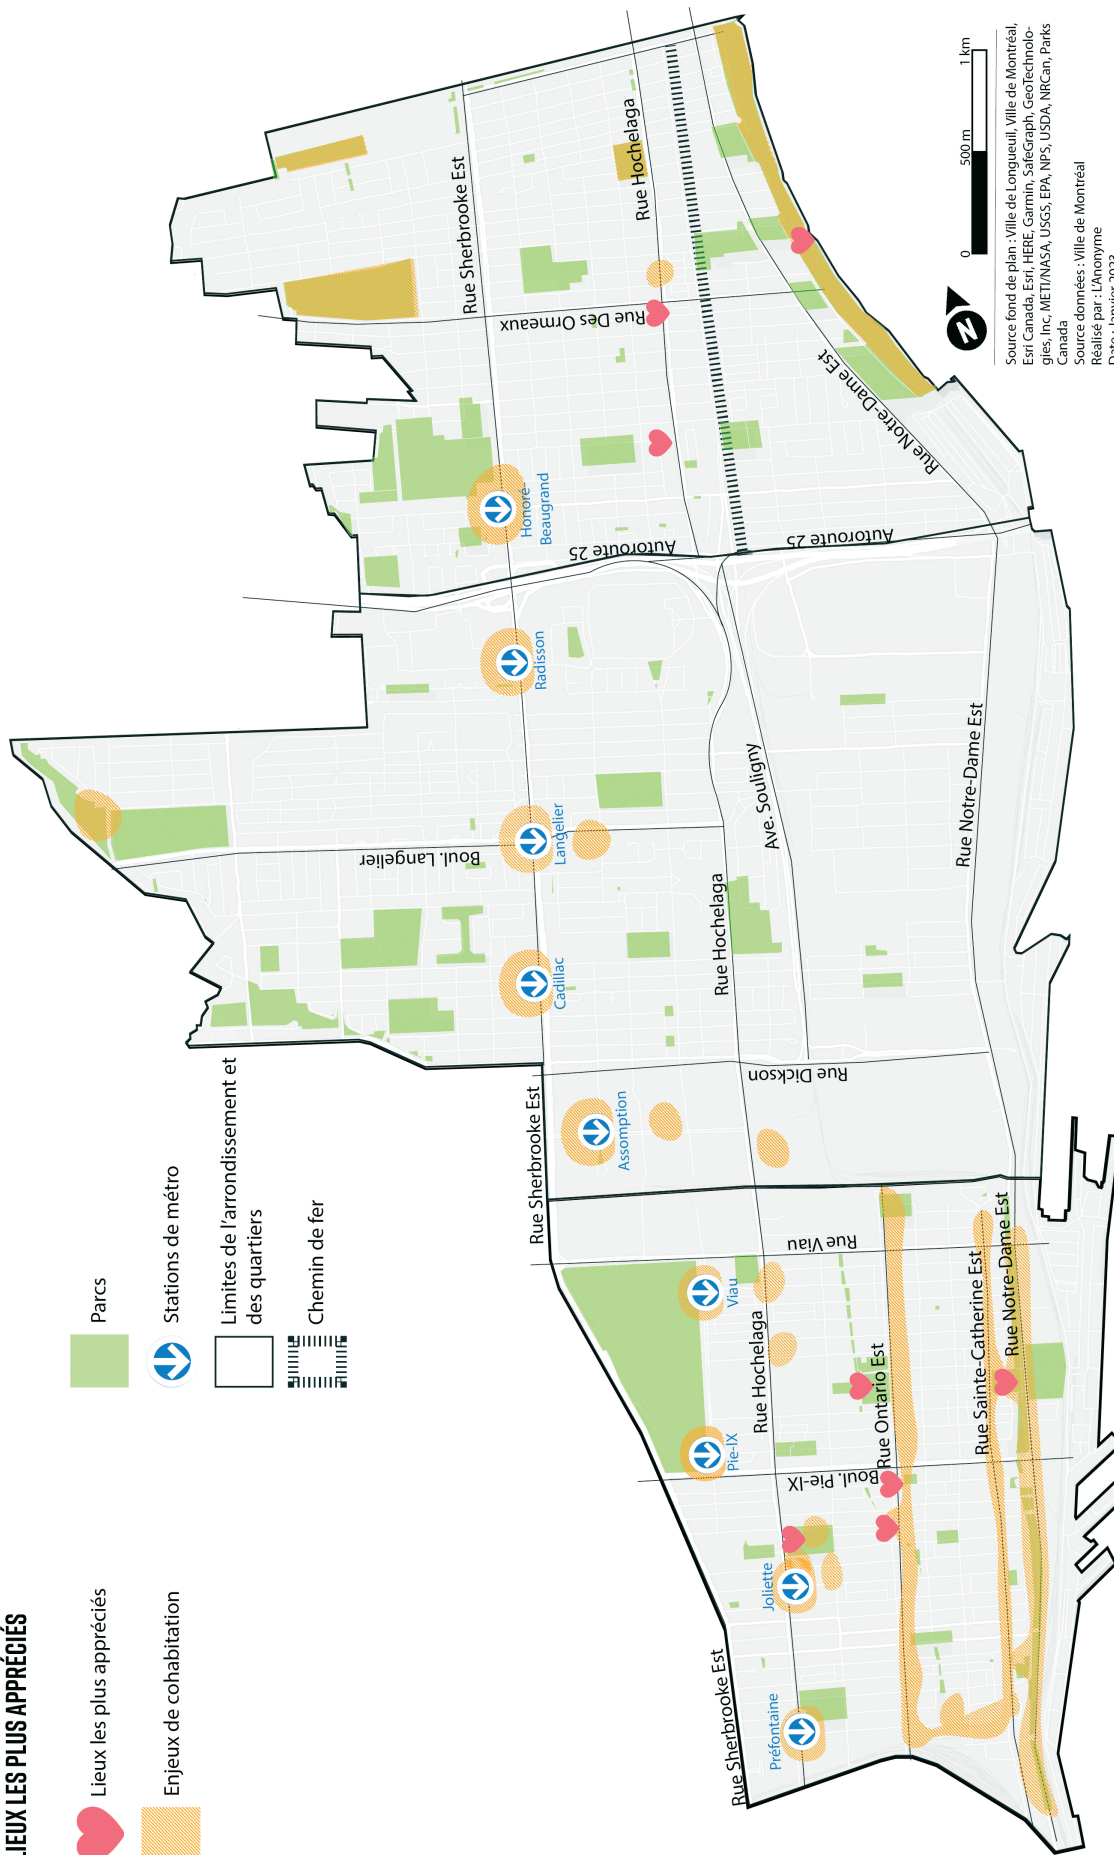 LIEUX LES PLUS APPRÉCIÉS
Lieux les plus appréciés
Enjeux de cohabitation
Parcs
Stations de métro
Limites de l'arrondissement et
des quartiers
Chemin de fer
Rue Sherbrooke Est
Préfontaine
Joliette
Pie-IX
Viau
Boul. Pie-IX
Rue Hochelaga
Rue Viau
Rue Ontario Est
Rue Sainte-Catherine Est
Rue Notre-Dame Est
Rue Sherbrooke Est
Assomption
Rue Dickson
Cadillac
Langelier
Boul. Langelier
Rue Hochelaga
Ave. Souligny
Rue Notre-Dame Est
Radisson
Honoré-
Beaugrand
Autoroute 25
Autoroute 25
Rue Sherbrooke Est
Rue Des Ormeaux
Rue Hochelaga
Rue Notre-Dame Est
N
0
500 m
1 km
Source fond de plan : Ville de Longueuil, Ville de Montréal,
Esri Canada, Esri, HERE, Garmin, SafeGraph, GeoTechnolo-
gies, Inc, METI/NASA, USGS, EPA, NPS, USDA, NRCan, Parks
Canada
Source données : Ville de Montréal
Réalisé par : L'Anonyme
Date : Janvier 2023